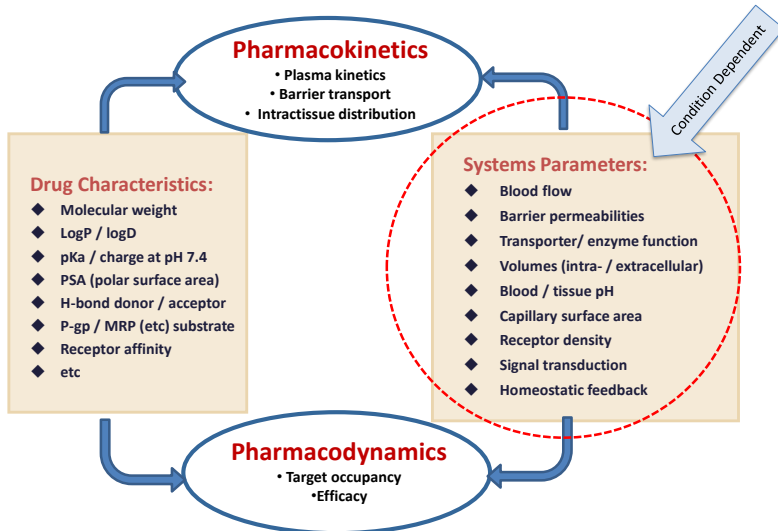 Pharmacokinetics
• Plasma kinetics
• Barrier transport
• Intractissue distribution
Condition Dependent
Drug Characteristics:
◆ Molecular weight
◆ LogP / logD
◆ pKa / charge at pH 7.4
◆ PSA (polar surface area)
◆ H-bond donor / acceptor
◆ P-gp / MRP (etc) substrate
◆ Receptor affinity
◆ etc
Systems Parameters:
◆ Blood flow
◆ Barrier permeabilities
◆ Transporter/ enzyme function
◆ Volumes (intra- / extracellular)
◆ Blood / tissue pH
◆ Capillary surface area
◆ Receptor density
◆ Signal transduction
◆ Homeostatic feedback
Pharmacodynamics
• Target occupancy
•Efficacy